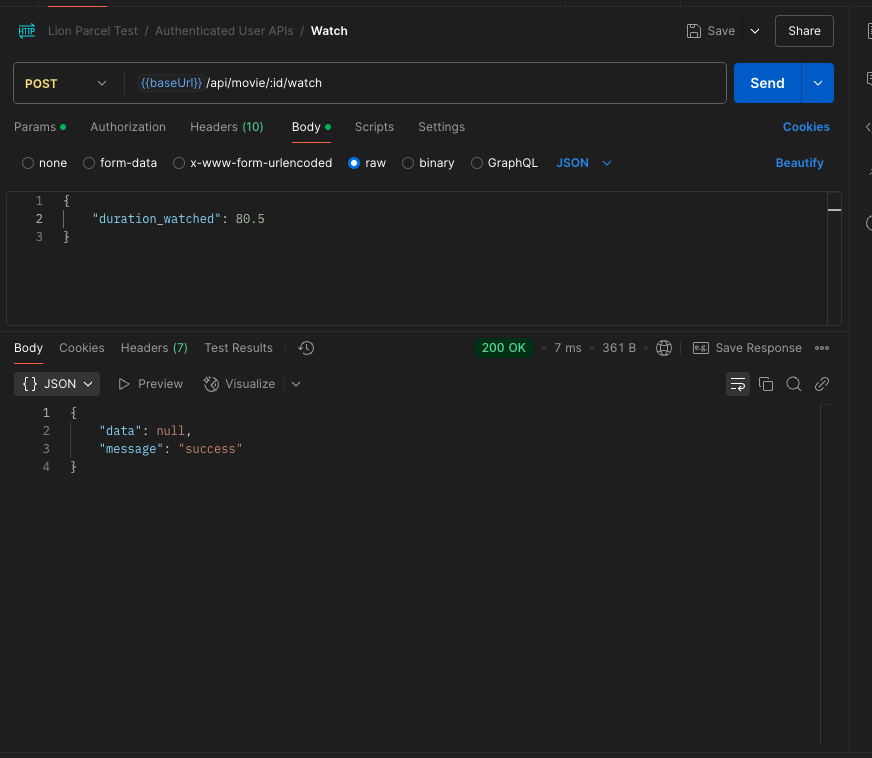 HTTP Lion Parcel Test / Authenticated User APIs / Watch Save Share
POST {{baseUrl}} /api/movie/:id/watch Send
Params Authorization Headers (10) Body Scripts Settings Cookies
none form-data x-www-form-urlencoded raw binary GraphQL JSON Beautify
1 {
2 "duration_watched": 80.5
3 }
Body Cookies Headers (7) Test Results 200 OK 7 ms 361 B e.g. Save Response
{} JSON Preview Visualize
1 {
2 "data": null,
3 "message": "success"
4 }